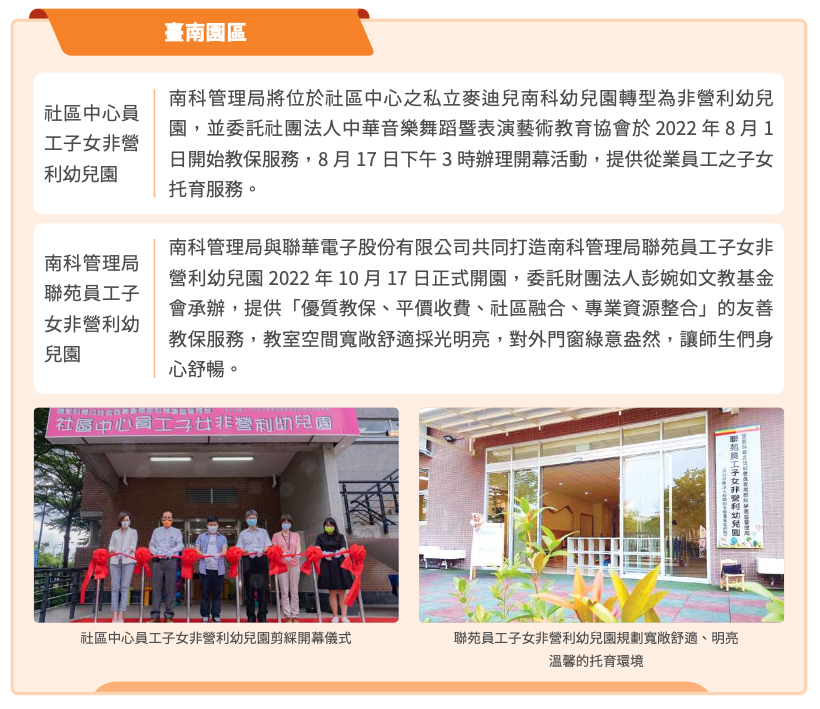 臺南園區
社區中心員
工子女非營
利幼兒園
南科管理局將位於社區中心之私立麥迪兒南科幼兒園轉型為非營利幼兒
園，並委託社團法人中華音樂舞蹈暨表演藝術教育協會於 2022 年 8 月 1
日開始教保服務，8 月 17 日下午 3 時辦理開幕活動，提供從業員工之子女
托育服務。
南科管理局
聯苑員工子
女非營利幼
兒園
南科管理局與聯華電子股份有限公司共同打造南科管理局聯苑員工子女非
營利幼兒園 2022 年 10 月 17 日正式開園，委託財團法人彭婉如文教基金
會承辦，提供「優質教保、平價收費、社區融合、專業資源整合」的友善
教保服務，教室空間寬敞舒適採光明亮，對外門窗綠意盎然，讓師生們身
心舒暢。
社區中心員工子女非營利幼兒園
聯苑員工子女非營利幼兒園
社區中心員工子女非營利幼兒園剪綵開幕儀式
聯苑員工子女非營利幼兒園規劃寬敞舒適、明亮
溫馨的托育環境